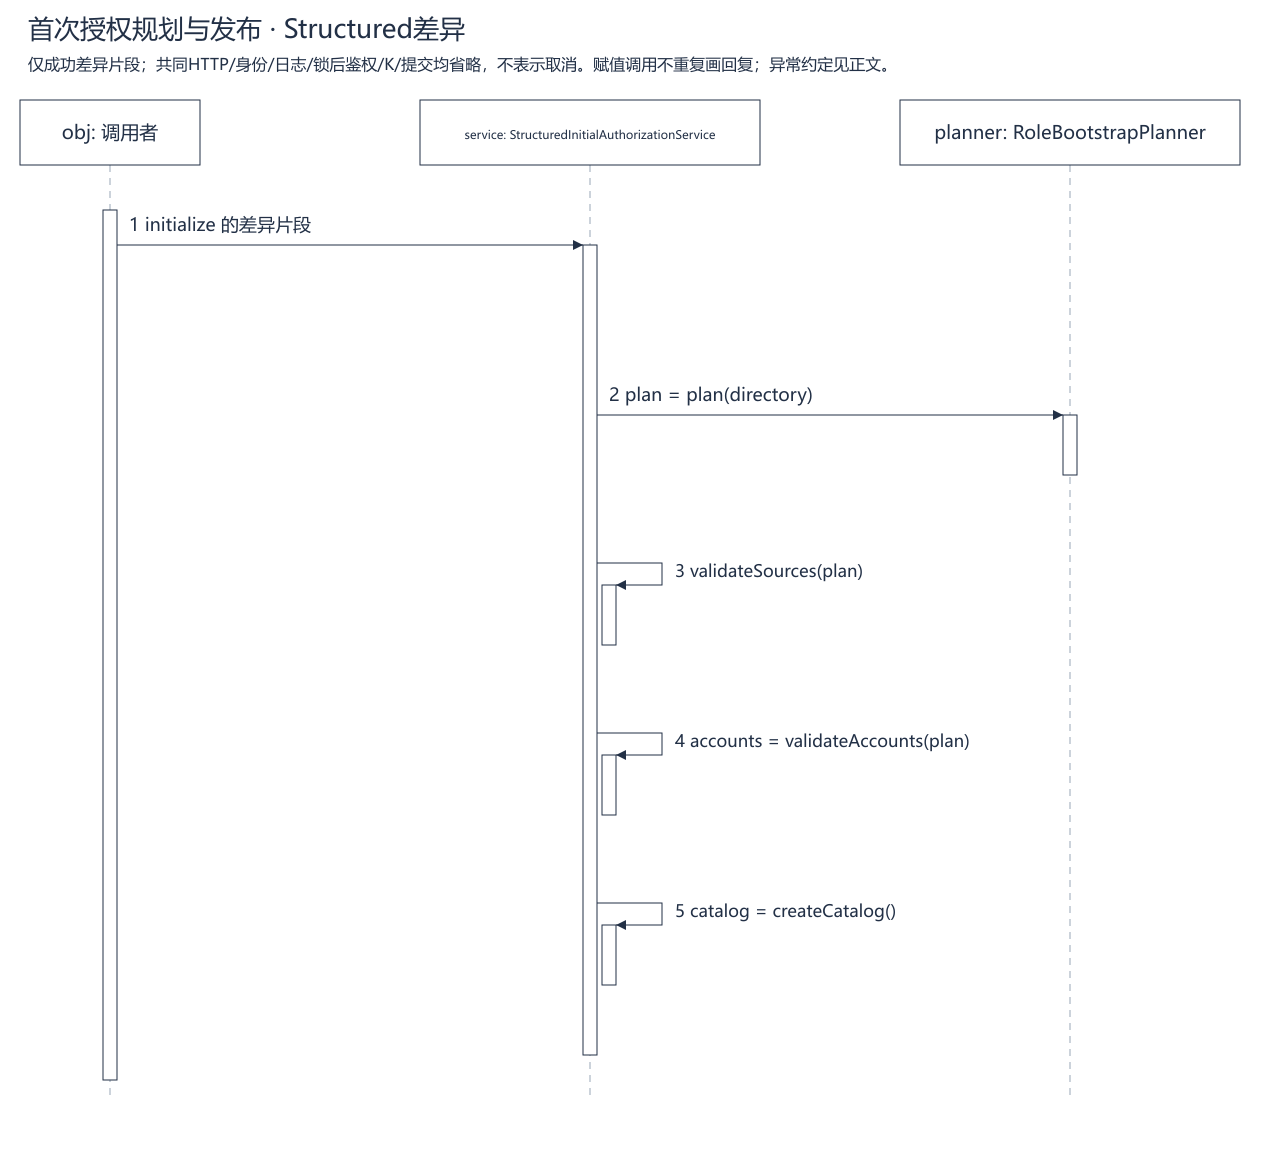 首次授权规划与发布 · Structured差异
仅成功差异片段；共同HTTP/身份/日志/锁后鉴权/K/提交均省略，不表示取消。赋值调用不重复画回复；异常约定见正文。
obj: 调用者
service: StructuredInitialAuthorizationService
planner: RoleBootstrapPlanner
1 initialize 的差异片段
2 plan = plan(directory)
3 validateSources(plan)
4 accounts = validateAccounts(plan)
5 catalog = createCatalog()